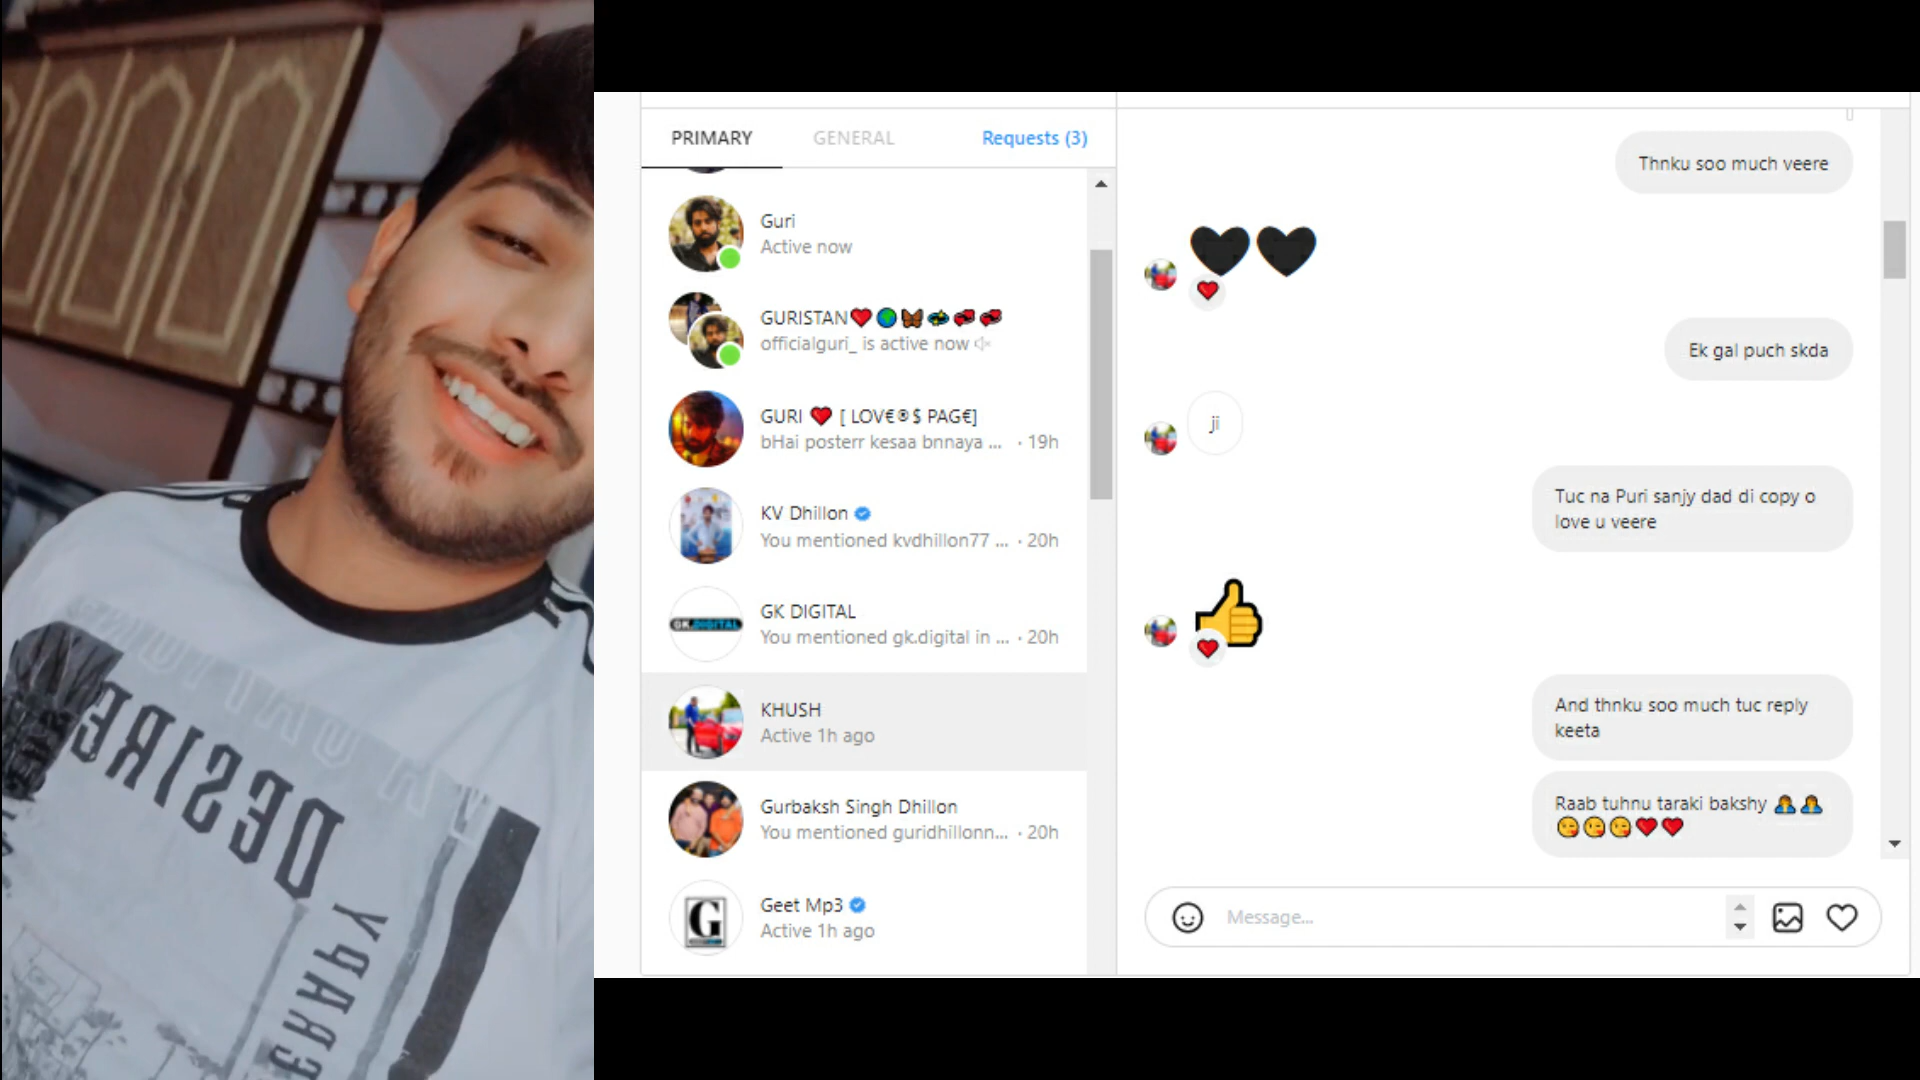 DESIRE
PRIMARY GENERAL Requests (3)
Guri
Active now
GURISTAN❤️🌍🦋💫💞💞
officialguri_ is active now
GURI ❤️ [ LOV€®$ PAG€]
bHai posterr kesaa bnnaya ... · 19h
KV Dhillon
You mentioned kvdhillon77 ... · 20h
GK DIGITAL
GK.DIGITAL
You mentioned gk.digital in ... · 20h
KHUSH
Active 1h ago
Gurbaksh Singh Dhillon
You mentioned guridhillonn... · 20h
G
Geet Mp3
Active 1h ago
Thnku soo much veere
🖤🖤
❤️
Ek gal puch skda
ji
Tuc na Puri sanjy dad di copy o
love u veere
👍
❤️
And thnku soo much tuc reply
keeta
Raab tuhnu taraki bakshy 🤦‍♂️🤦‍♂️
😘😘😘❤️❤️
Message...